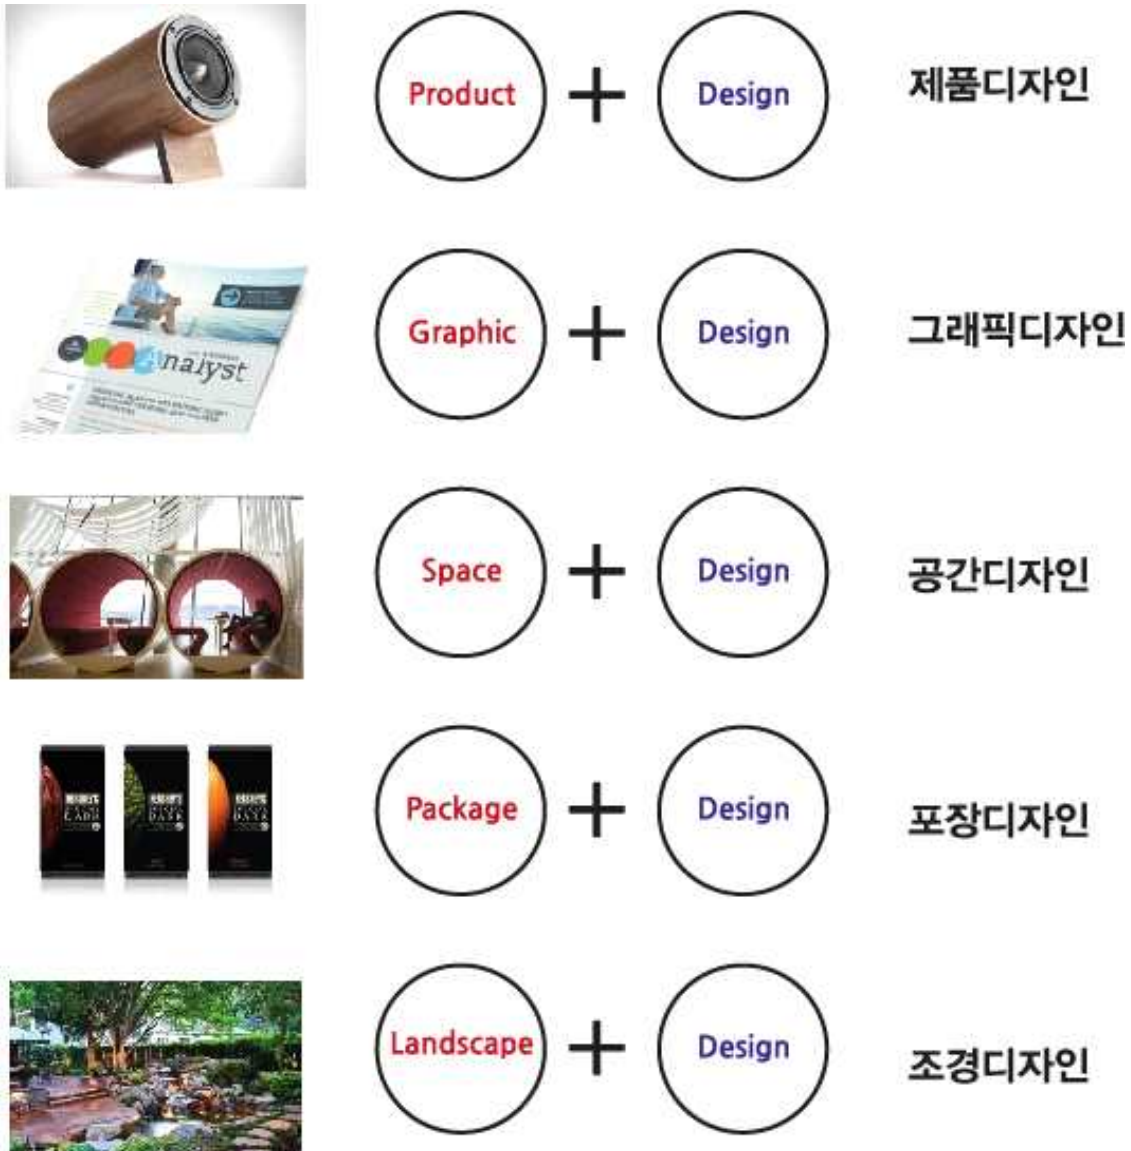 Product + Design 제품디자인
nalyst
Graphic + Design 그래픽디자인
Space + Design 공간디자인
Package + Design 포장디자인
Landscape + Design 조경디자인